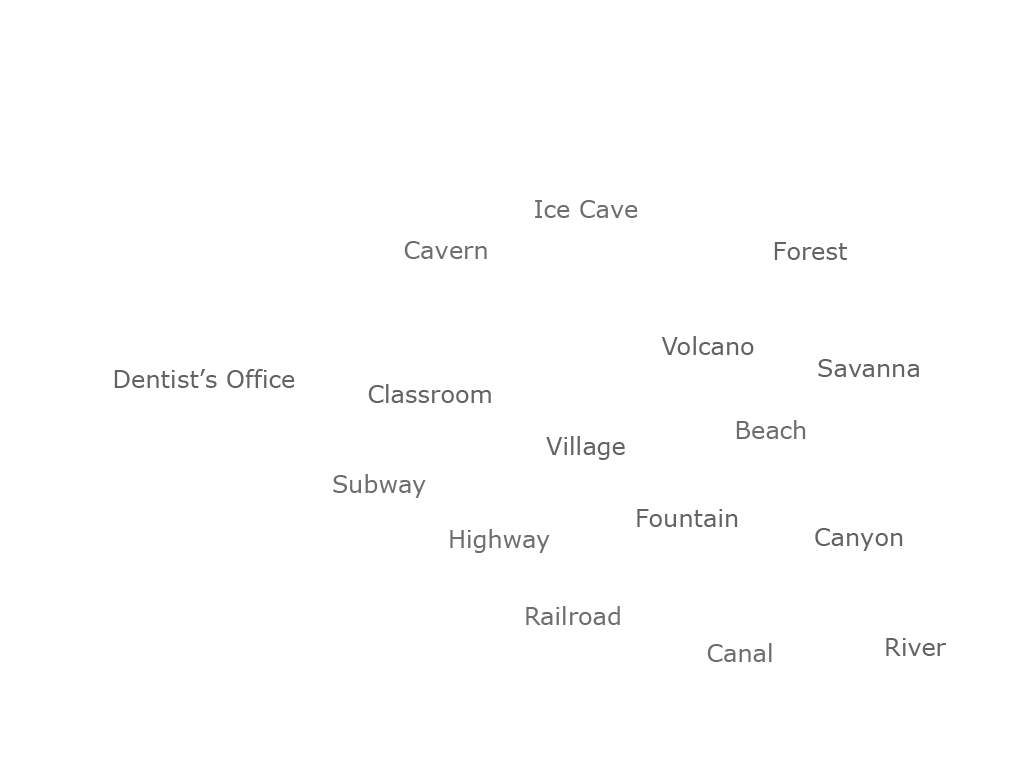 Ice Cave
Cavern
Forest
Volcano
Savanna
Dentist’s Office
Classroom
Beach
Village
Subway
Fountain
Canyon
Highway
Railroad
River
Canal